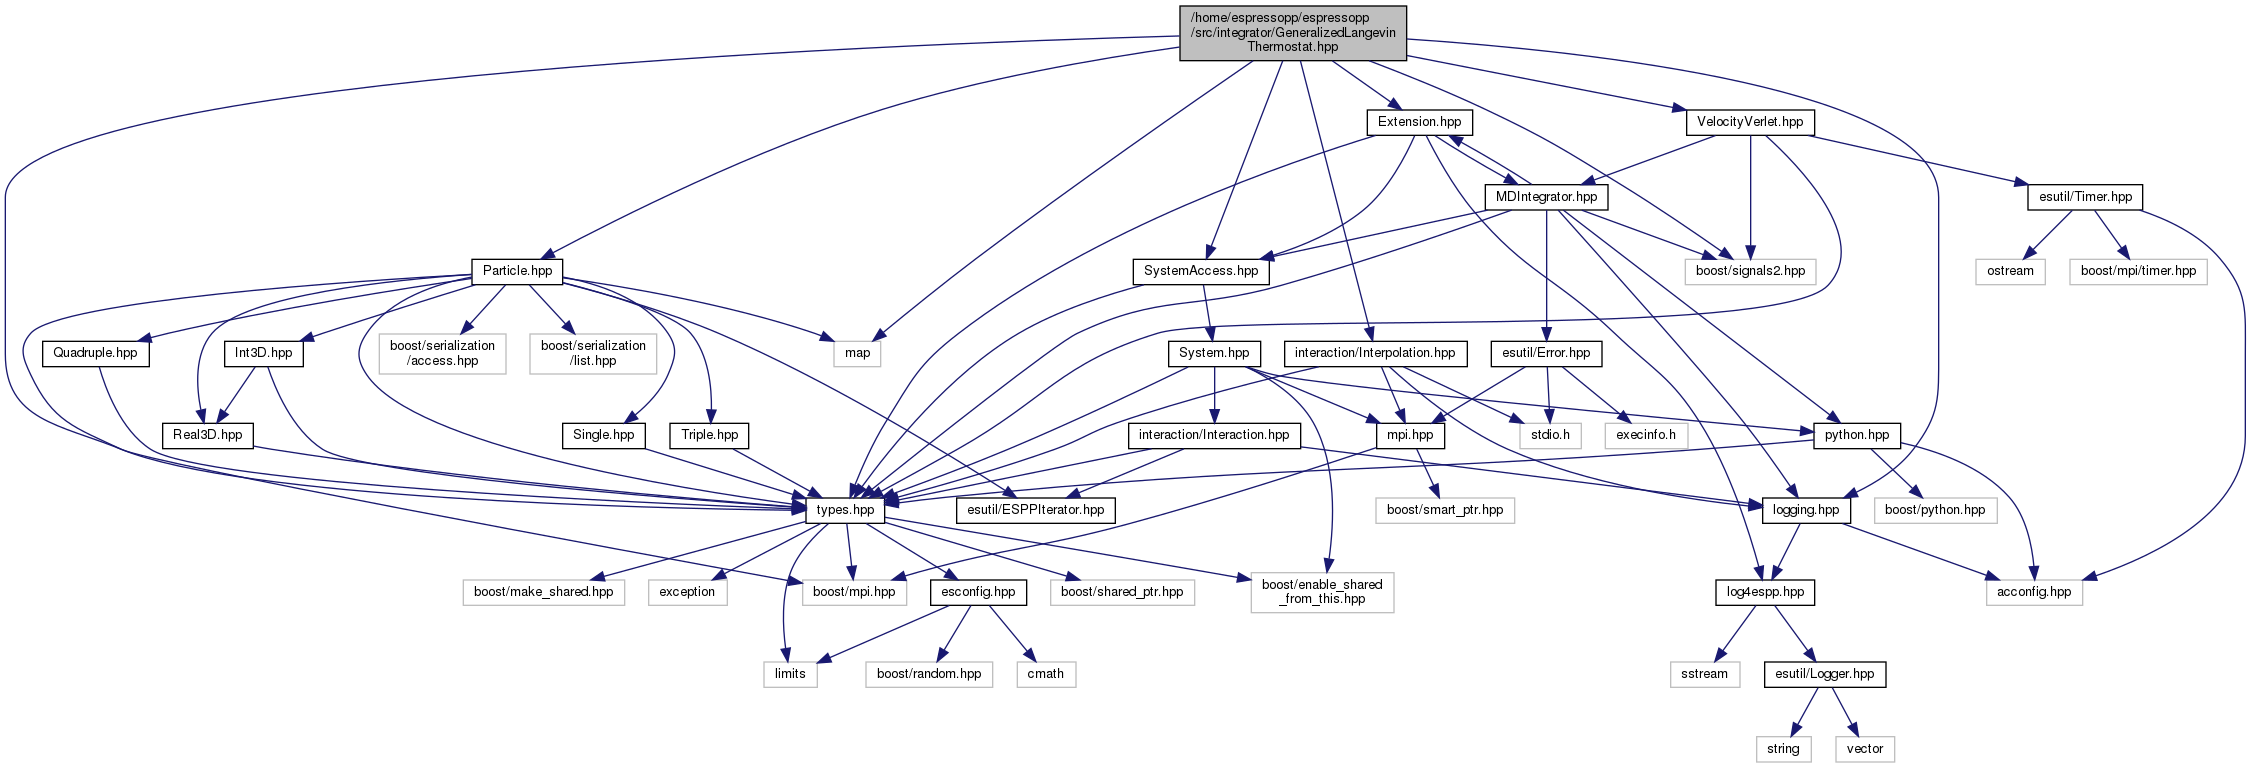 /home/espressopp/espressopp
/src/integrator/GeneralizedLangevin
Thermostat.hpp
Extension.hpp
VelocityVerlet.hpp
MDIntegrator.hpp
esutil/Timer.hpp
Particle.hpp
SystemAccess.hpp
boost/signals2.hpp
ostream
boost/mpi/timer.hpp
Quadruple.hpp
Int3D.hpp
boost/serialization
/access.hpp
boost/serialization
/list.hpp
map
System.hpp
interaction/Interpolation.hpp
esutil/Error.hpp
Real3D.hpp
Single.hpp
Triple.hpp
interaction/Interaction.hpp
mpi.hpp
stdio.h
execinfo.h
python.hpp
types.hpp
esutil/ESPPIterator.hpp
boost/smart_ptr.hpp
logging.hpp
boost/python.hpp
boost/make_shared.hpp
exception
boost/mpi.hpp
esconfig.hpp
boost/shared_ptr.hpp
boost/enable_shared
_from_this.hpp
log4espp.hpp
acconfig.hpp
limits
boost/random.hpp
cmath
sstream
esutil/Logger.hpp
string
vector